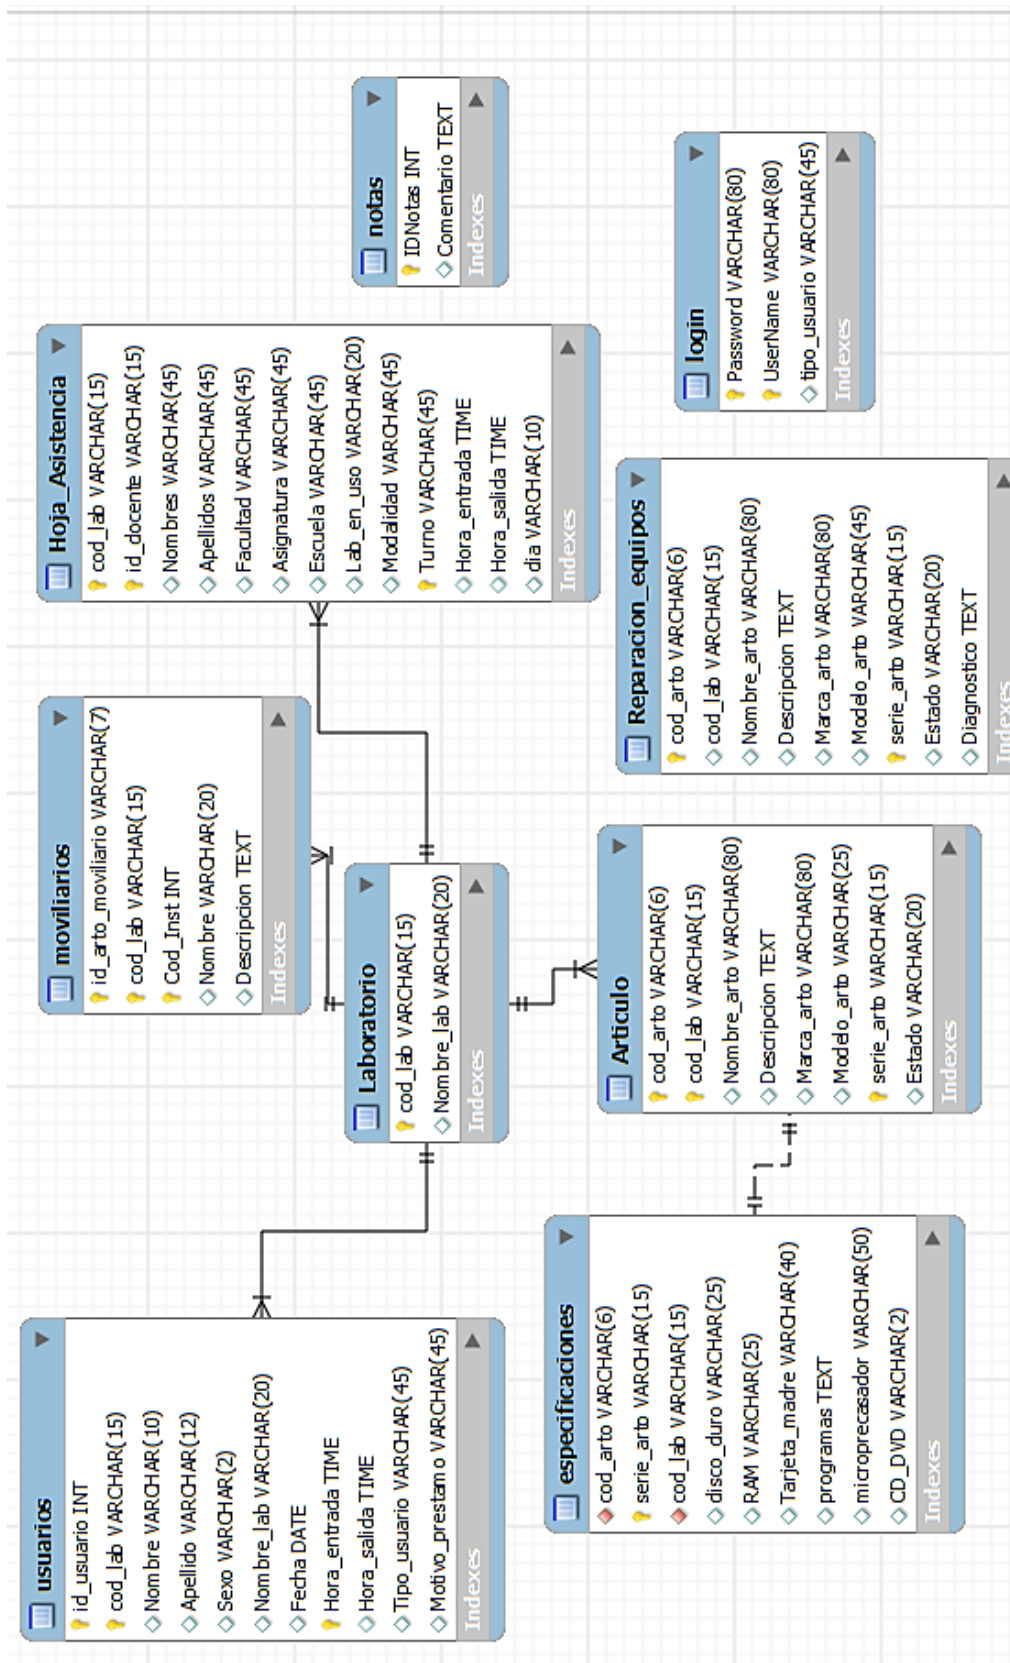 usuarios
id_usuario INT
cod_lab VARCHAR(15)
Nombre VARCHAR(10)
Apellido VARCHAR(12)
Sexo VARCHAR(2)
Nombre_lab VARCHAR(20)
Fecha DATE
Hora_entrada TIME
Hora_salida TIME
Tipo_usuario VARCHAR(45)
Motivo_prestamo VARCHAR(45)
Indexes
moviliarios
id_arto_moviliario VARCHAR(7)
cod_lab VARCHAR(15)
Cod_Inst INT
Nombre VARCHAR(20)
Descripcion TEXT
Indexes
Hoja_Asistencia
cod_lab VARCHAR(15)
id_docente VARCHAR(15)
Nombres VARCHAR(45)
Apellidos VARCHAR(45)
Facultad VARCHAR(45)
Asignatura VARCHAR(45)
Escuela VARCHAR(45)
Lab_en_uso VARCHAR(20)
Modalidad VARCHAR(45)
Turno VARCHAR(45)
Hora_entrada TIME
Hora_salida TIME
dia VARCHAR(10)
Indexes
notas
IDNotas INT
Comentario TEXT
Indexes
Laboratorio
cod_lab VARCHAR(15)
Nombre_lab VARCHAR(20)
Indexes
especificaciones
cod_arto VARCHAR(6)
serie_arto VARCHAR(15)
cod_lab VARCHAR(15)
disco_duro VARCHAR(25)
RAM VARCHAR(25)
Tarjeta_madre VARCHAR(40)
programas TEXT
microprecasador VARCHAR(50)
CD_DVD VARCHAR(2)
Indexes
Articulo
cod_arto VARCHAR(6)
cod_lab VARCHAR(15)
Nombre_arto VARCHAR(80)
Descripcion TEXT
Marca_arto VARCHAR(80)
Modelo_arto VARCHAR(25)
serie_arto VARCHAR(15)
Estado VARCHAR(20)
Indexes
Reparacion_equipos
cod_arto VARCHAR(6)
cod_lab VARCHAR(15)
Nombre_arto VARCHAR(80)
Descripcion TEXT
Marca_arto VARCHAR(80)
Modelo_arto VARCHAR(45)
serie_arto VARCHAR(15)
Estado VARCHAR(20)
Diagnostico TEXT
Indexes
login
Password VARCHAR(80)
UserName VARCHAR(80)
tipo_usuario VARCHAR(45)
Indexes